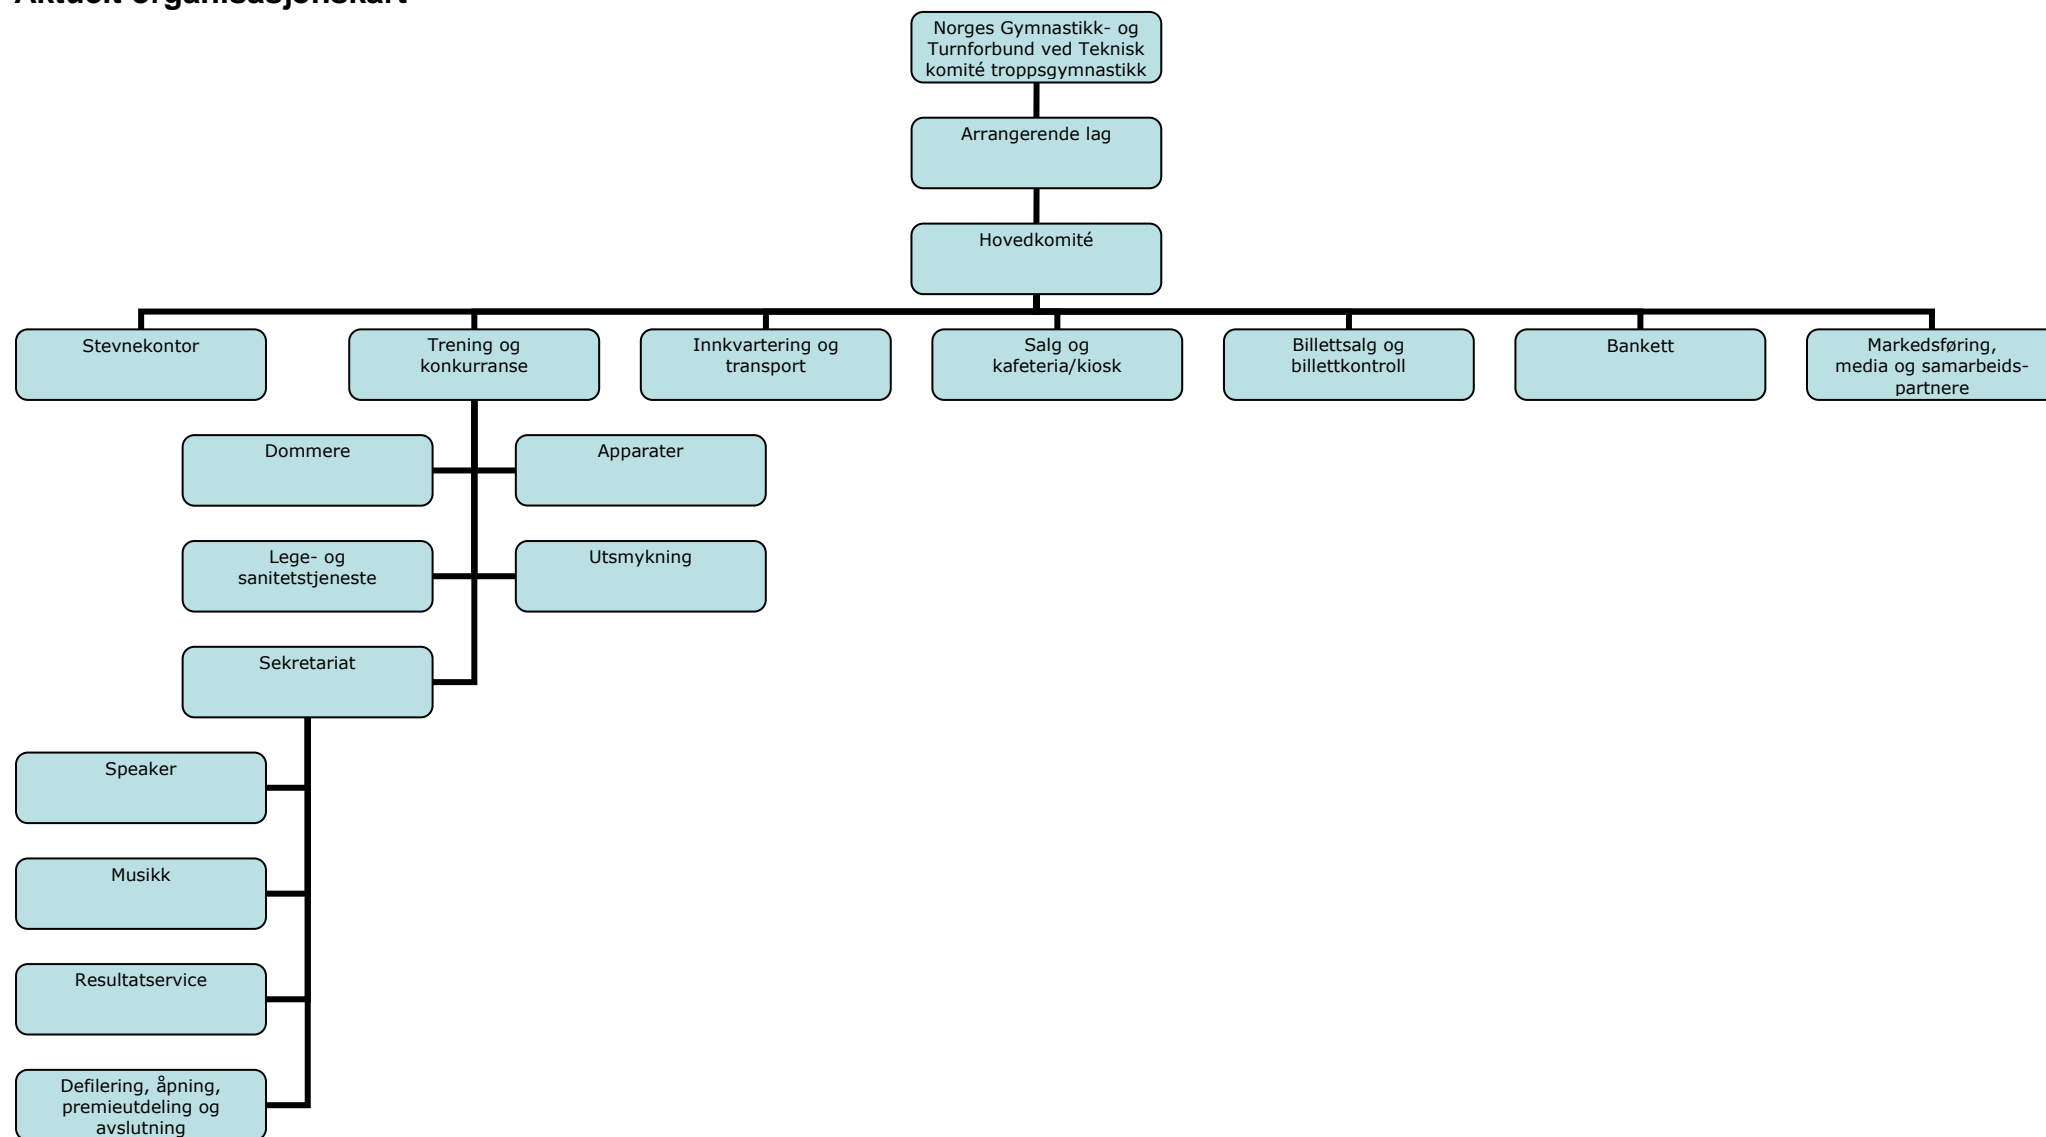 Aktuelt organisasjonskart
Norges Gymnastikk- og
Turnforbund ved Teknisk
komité troppsgymnastikk
Arrangerende lag
Hovedkomité
Stevnekontor
Trening og
konkurranse
Innkvartering og
transport
Salg og
kafeteria/kiosk
Billettsalg og
billettkontroll
Bankett
Markedsføring,
media og samarbeids-
partnere
Dommere
Apparater
Lege- og
sanitetstjeneste
Utsmykning
Sekretariat
Speaker
Musikk
Resultatservice
Defilering, åpning,
premieutdeling og
avslutning